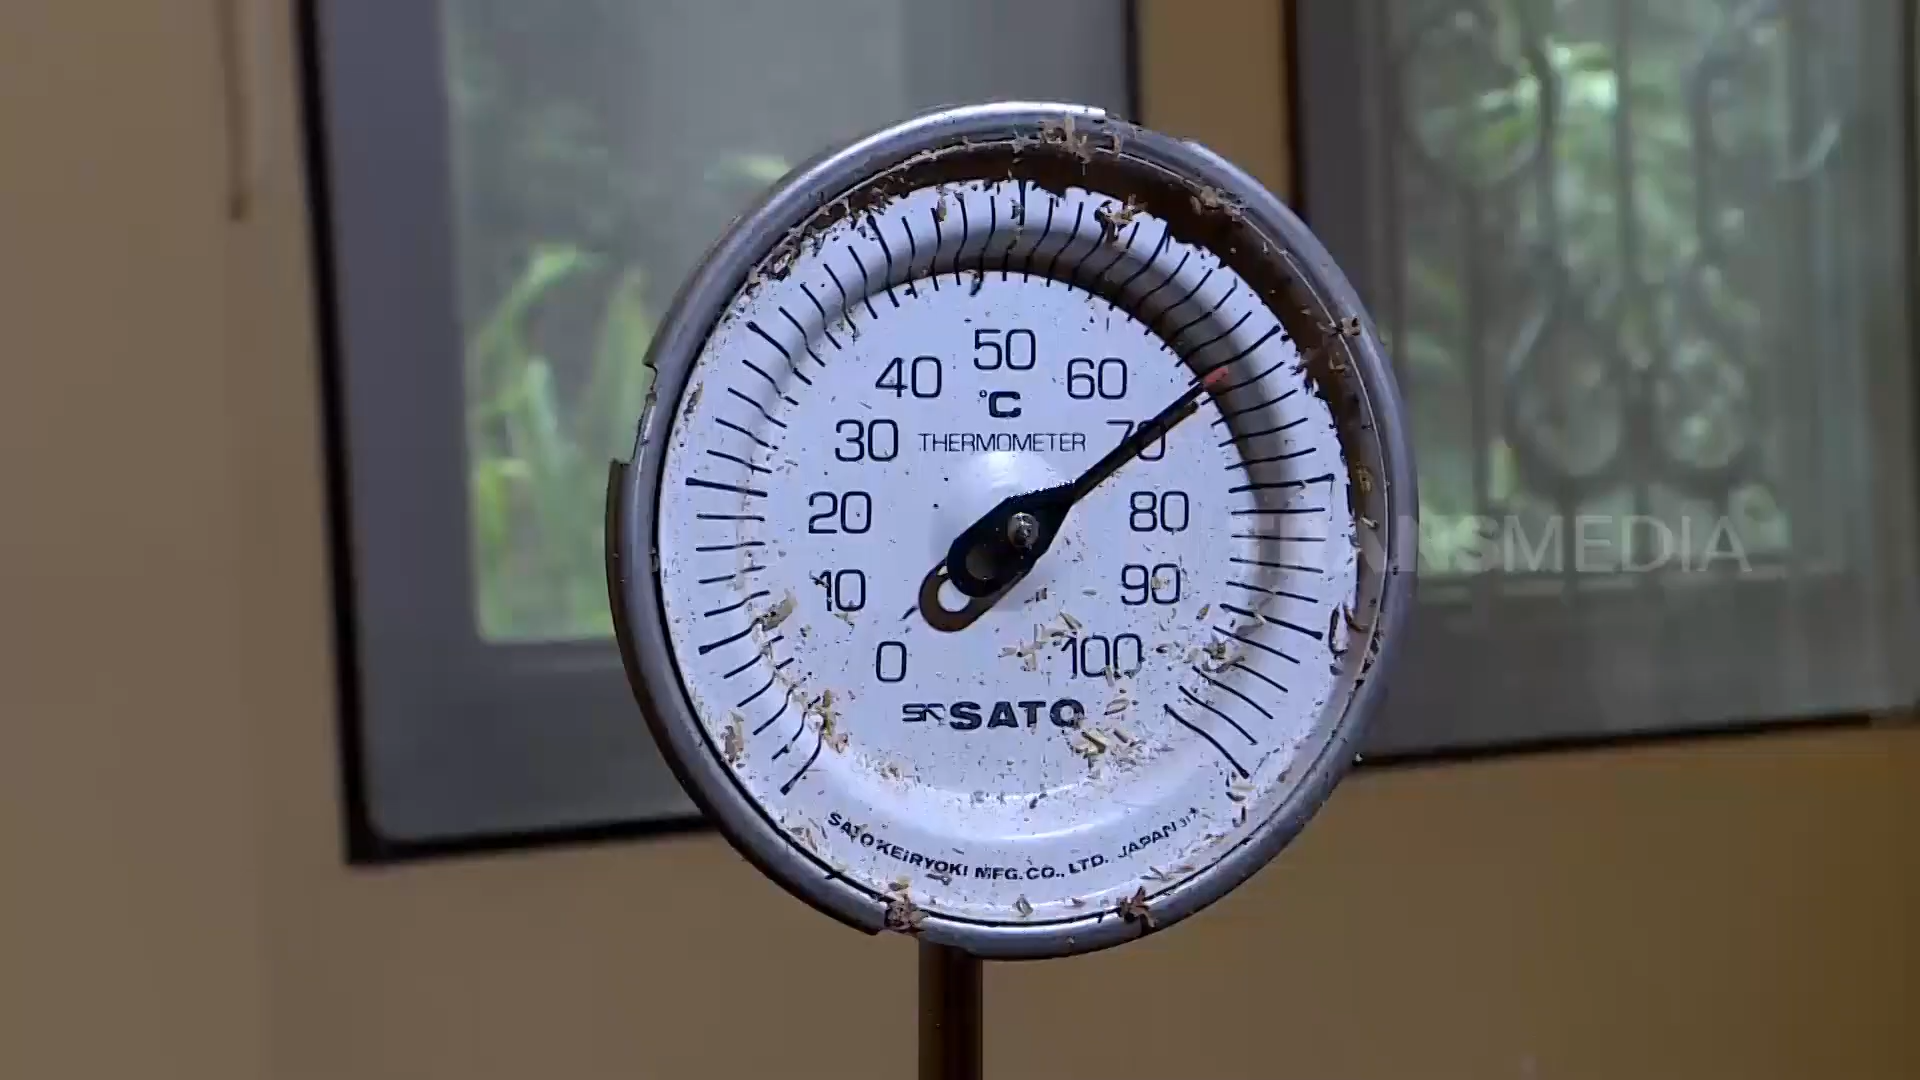 50
40 60
°C
30 THERMOMETER 70
20 80
10 90
0 100
SK SATO
SATO KEIRYOKI MFG. CO., LTD. JAPAN
TRANSMEDIA